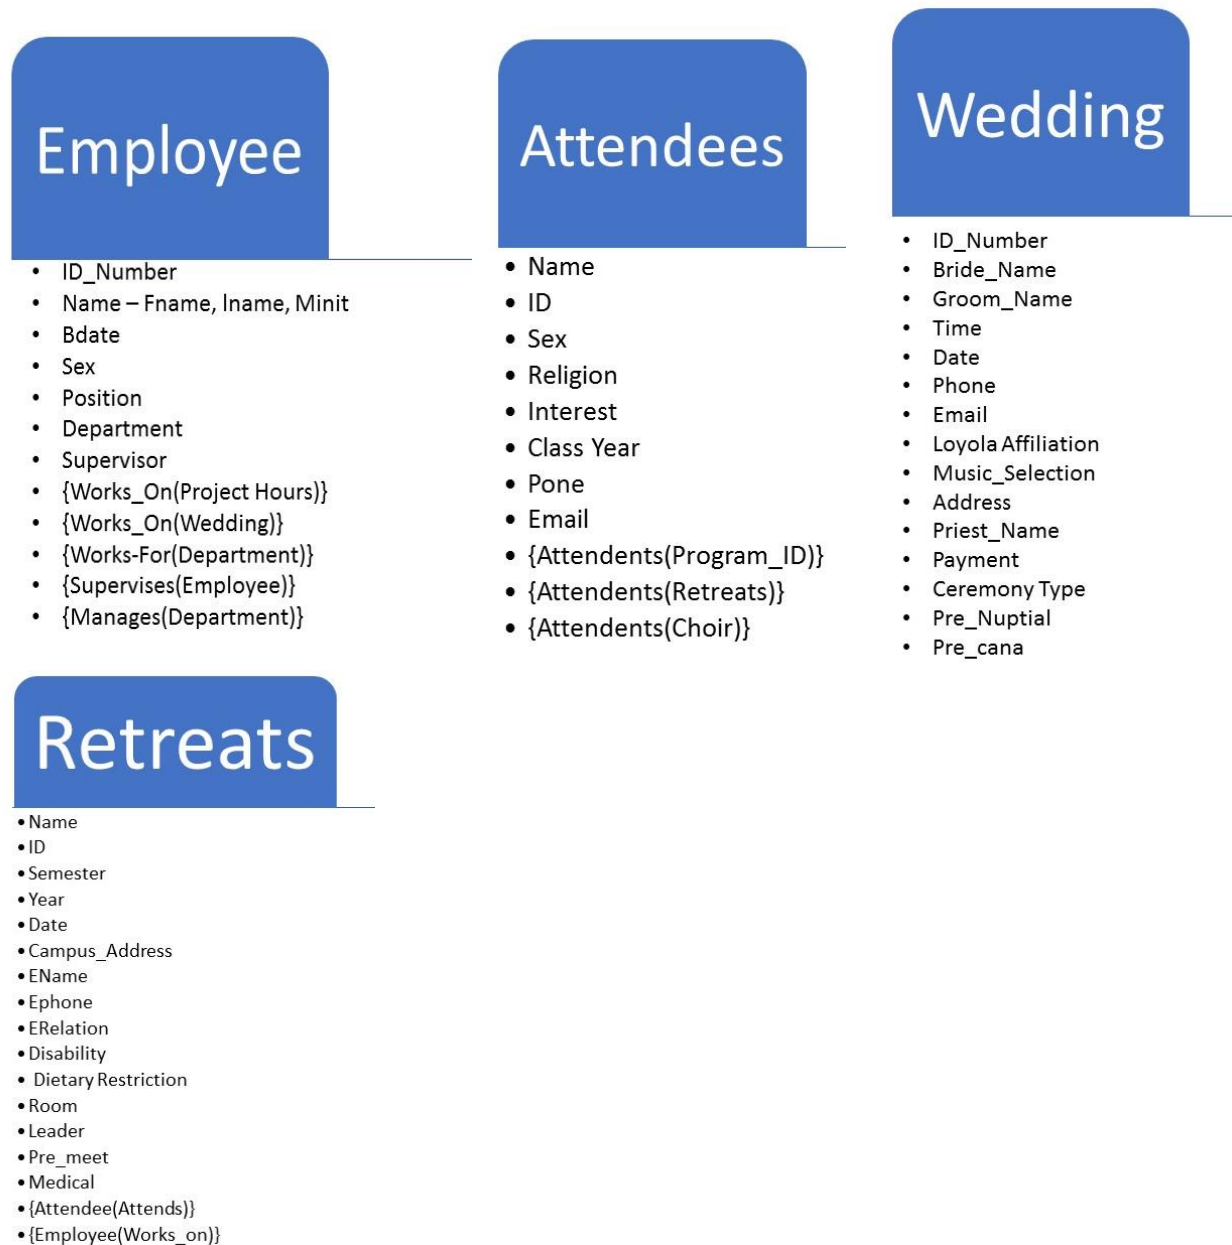 Employee
• ID_Number
• Name – Fname, lname, Minit
• Bdate
• Sex
• Position
• Department
• Supervisor
• {Works_On(Project Hours)}
• {Works_On(Wedding)}
• {Works-For(Department)}
• {Supervises(Employee)}
• {Manages(Department)}
Attendees
• Name
• ID
• Sex
• Religion
• Interest
• Class Year
• Pone
• Email
• {Attendents(Program_ID)}
• {Attendents(Retreats)}
• {Attendents(Choir)}
Wedding
• ID_Number
• Bride_Name
• Groom_Name
• Time
• Date
• Phone
• Email
• Loyola Affiliation
• Music_Selection
• Address
• Priest_Name
• Payment
• Ceremony Type
• Pre_Nuptial
• Pre_cana
Retreats
• Name
• ID
• Semester
• Year
• Date
• Campus_Address
• EName
• Ephone
• ERelation
• Disability
• Dietary Restriction
• Room
• Leader
• Pre_meet
• Medical
• {Attendee(Attends)}
• {Employee(Works_on)}